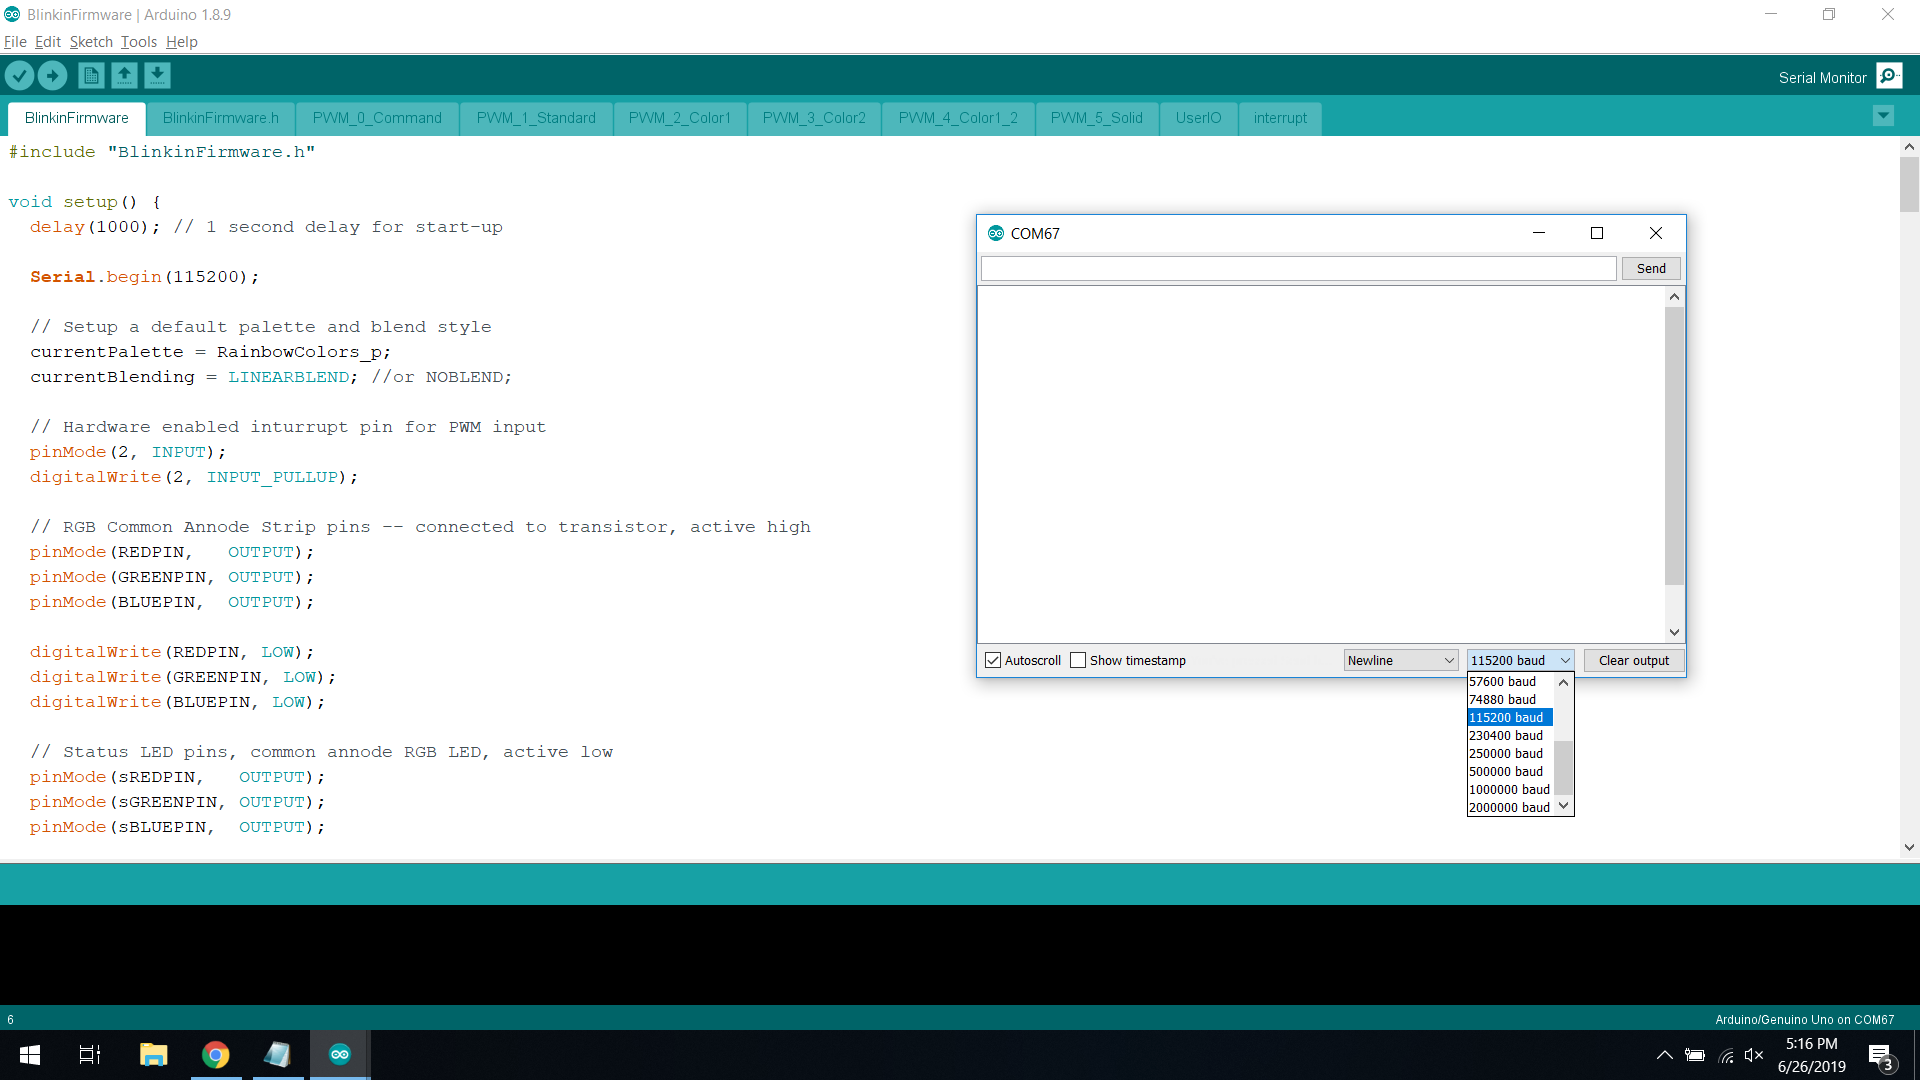 BlinkinFirmware | Arduino 1.8.9
File Edit Sketch Tools Help
Serial Monitor
BlinkinFirmware BlinkinFirmware.h PWM_0_Command PWM_1_Standard PWM_2_Color1 PWM_3_Color2 PWM_4_Color1_2 PWM_5_Solid UserIO interrupt
#include "BlinkinFirmware.h"
void setup() {
delay(1000); // 1 second delay for start-up
Serial.begin(115200);
// Setup a default palette and blend style
currentPalette = RainbowColors_p;
currentBlending = LINEARBLEND; //or NOBLEND;
// Hardware enabled inturrupt pin for PWM input
pinMode(2, INPUT);
digitalWrite(2, INPUT_PULLUP);
// RGB Common Annode Strip pins -- connected to transistor, active high
pinMode(REDPIN,   OUTPUT);
pinMode(GREENPIN, OUTPUT);
pinMode(BLUEPIN,  OUTPUT);
digitalWrite(REDPIN, LOW);
digitalWrite(GREENPIN, LOW);
digitalWrite(BLUEPIN, LOW);
// Status LED pins, common annode RGB LED, active low
pinMode(sREDPIN,   OUTPUT);
pinMode(sGREENPIN, OUTPUT);
pinMode(sBLUEPIN,  OUTPUT);
COM67
Send
Autoscroll Show timestamp Newline 115200 baud Clear output
57600 baud
74880 baud
115200 baud
230400 baud
250000 baud
500000 baud
1000000 baud
2000000 baud
6
Arduino/Genuino Uno on COM67
5:16 PM
6/26/2019
3